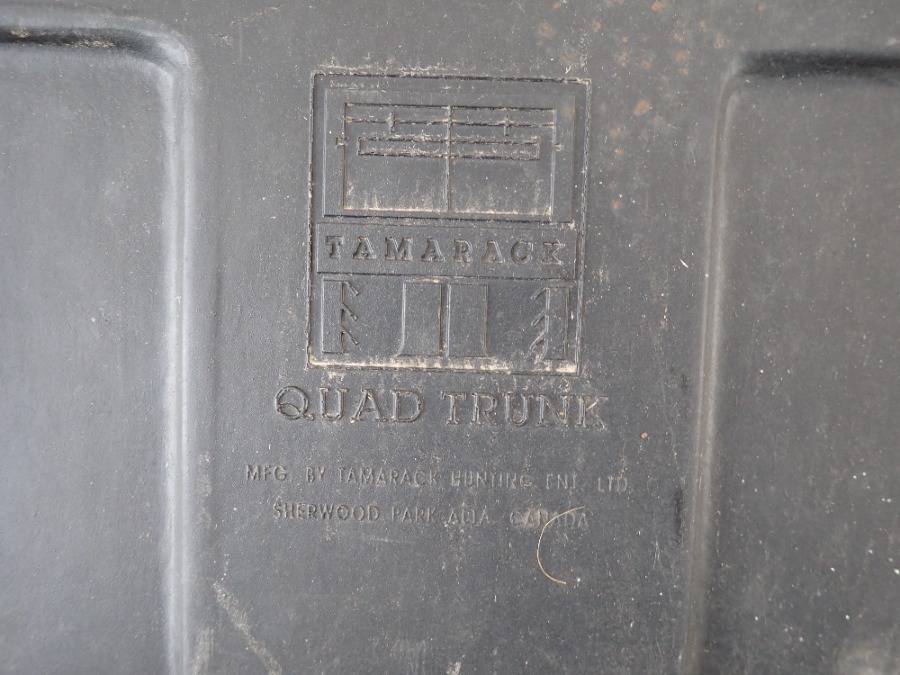 TAMARACK
QUAD TRUNK
MFG. BY TAMARACK HUNTING ENT. LTD.
SHERWOOD PARK ALTA. CANADA